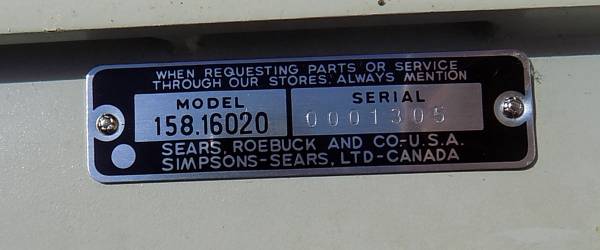 WHEN REQUESTING PARTS OR SERVICE
THROUGH OUR STORES, ALWAYS MENTION
MODEL SERIAL
158.16020 0001305
SEARS, ROEBUCK AND CO.-U.S.A.
SIMPSONS-SEARS, LTD-CANADA